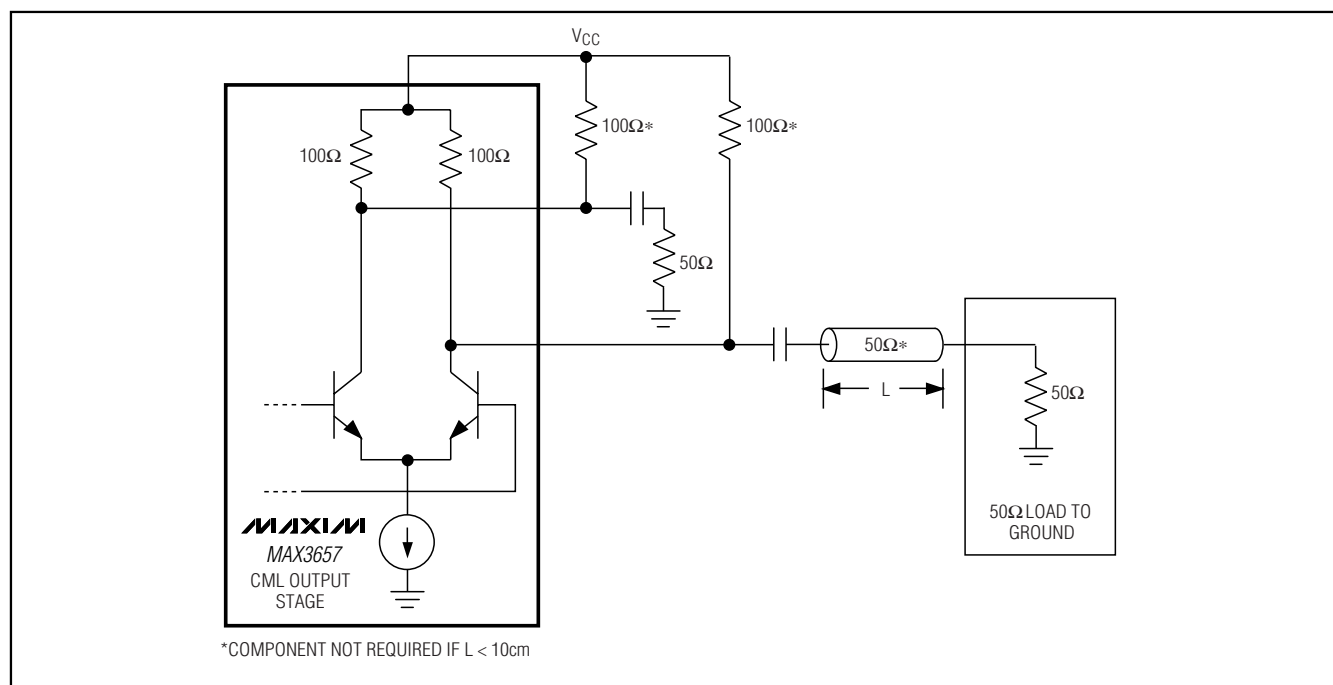 VCC
100Ω
100Ω
100Ω*
100Ω*
50Ω
50Ω*
L
50Ω
50Ω LOAD TO
GROUND
MAXIM
MAX3657
CML OUTPUT
STAGE
*COMPONENT NOT REQUIRED IF L < 10cm